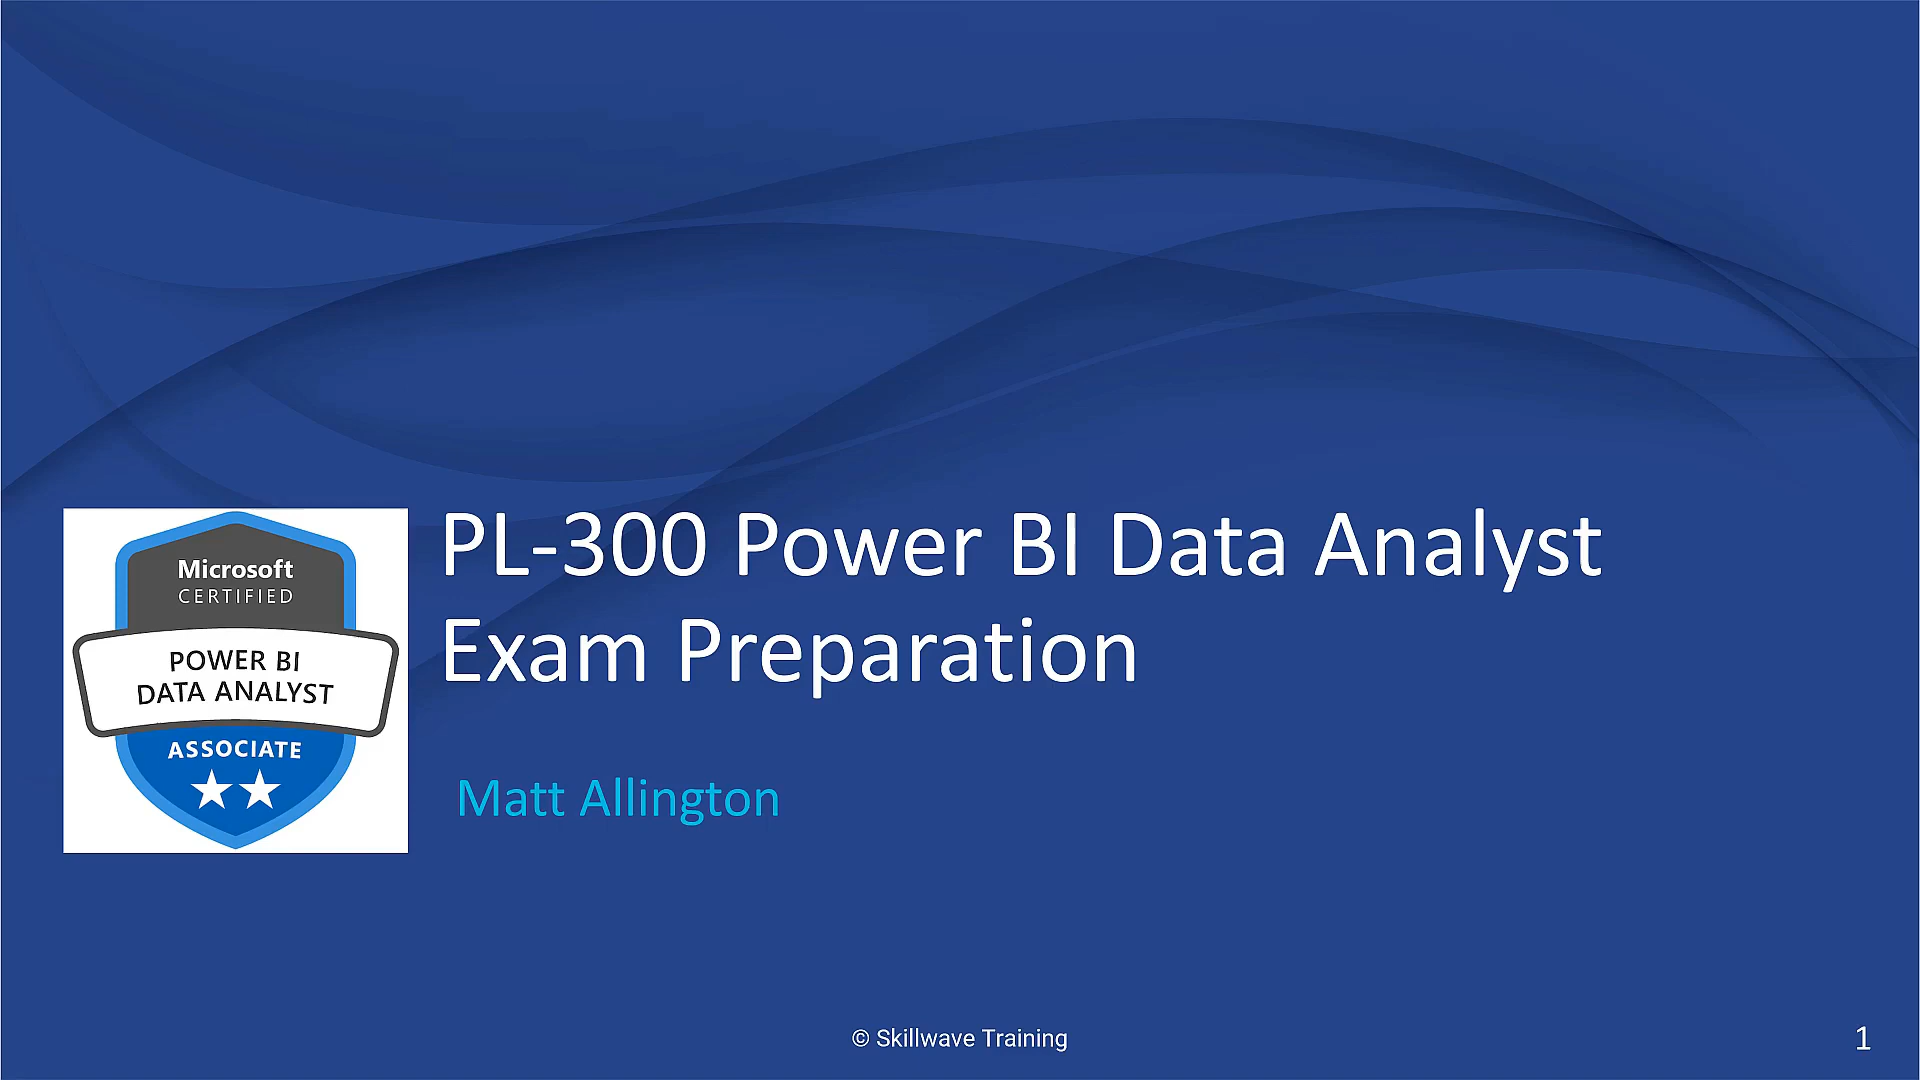 PL-300 Power BI Data Analyst
Exam Preparation
Microsoft
CERTIFIED
POWER BI
DATA ANALYST
ASSOCIATE
Matt Allington
© Skillwave Training
1